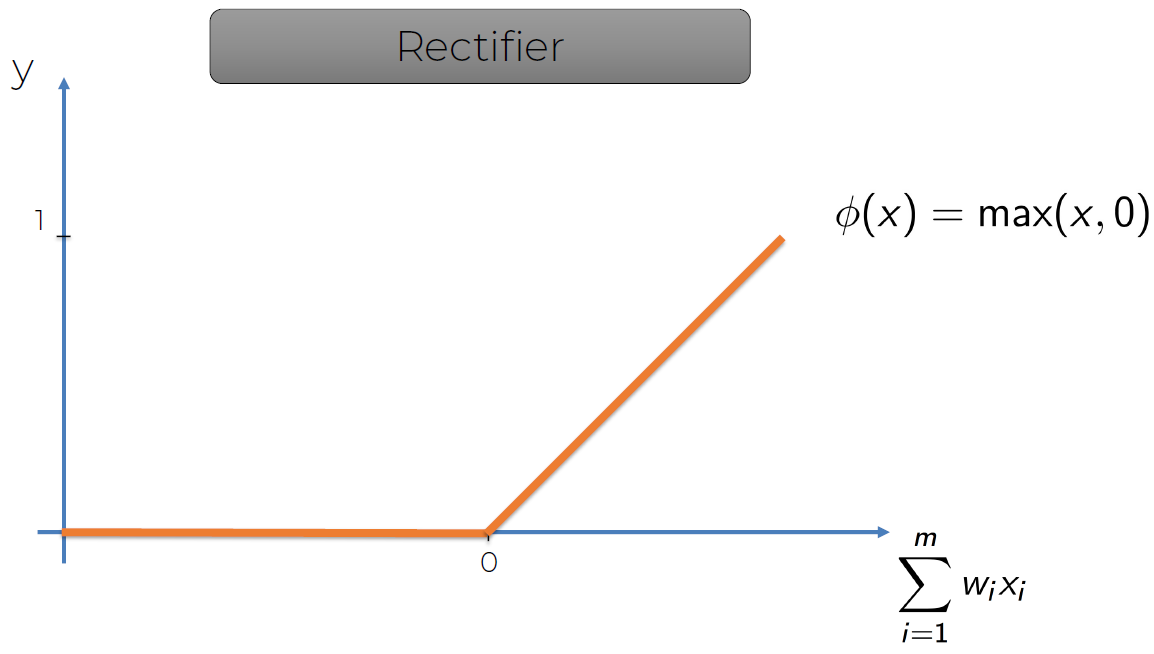 Rectifier
y
1
ϕ(x) = max(x, 0)
0
m
∑ wᵢxᵢ
i=1